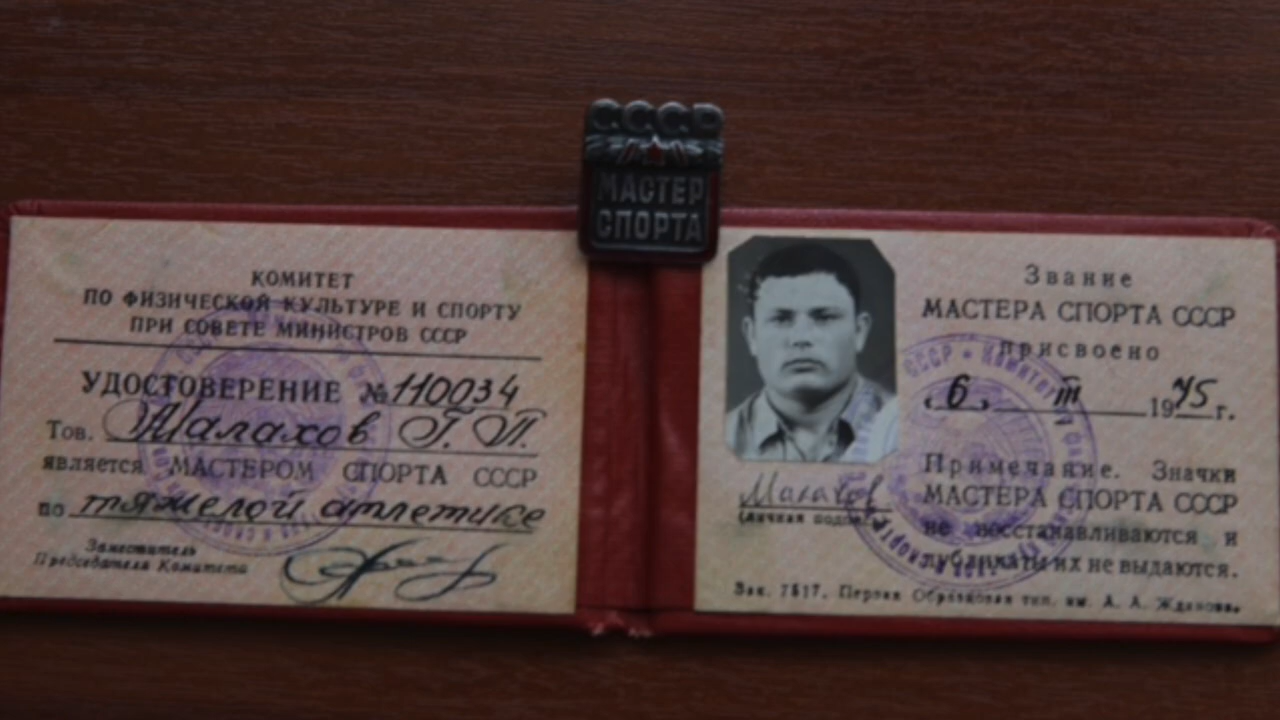 СССР
МАСТЕР
СПОРТА
КОМИТЕТ
ПО ФИЗИЧЕСКОЙ КУЛЬТУРЕ И СПОРТУ
ПРИ СОВЕТЕ МИНИСТРОВ СССР
УДОСТОВЕРЕНИЕ №110034
Тов. Малахов Г. П.
является МАСТЕРОМ СПОРТА СССР
по тяжелой атлетике
Заместитель
Председателя Комитета
Малахов
(личная подпись)
Звание
МАСТЕРА СПОРТА СССР
присвоено
„6„ III 1975 г.
Примечание. Значки
МАСТЕРА СПОРТА СССР
не восстанавливаются и
дубликаты их не выдаются.
Зак. 7517. Первая Образцовая тип. им. А. А. Жданова.